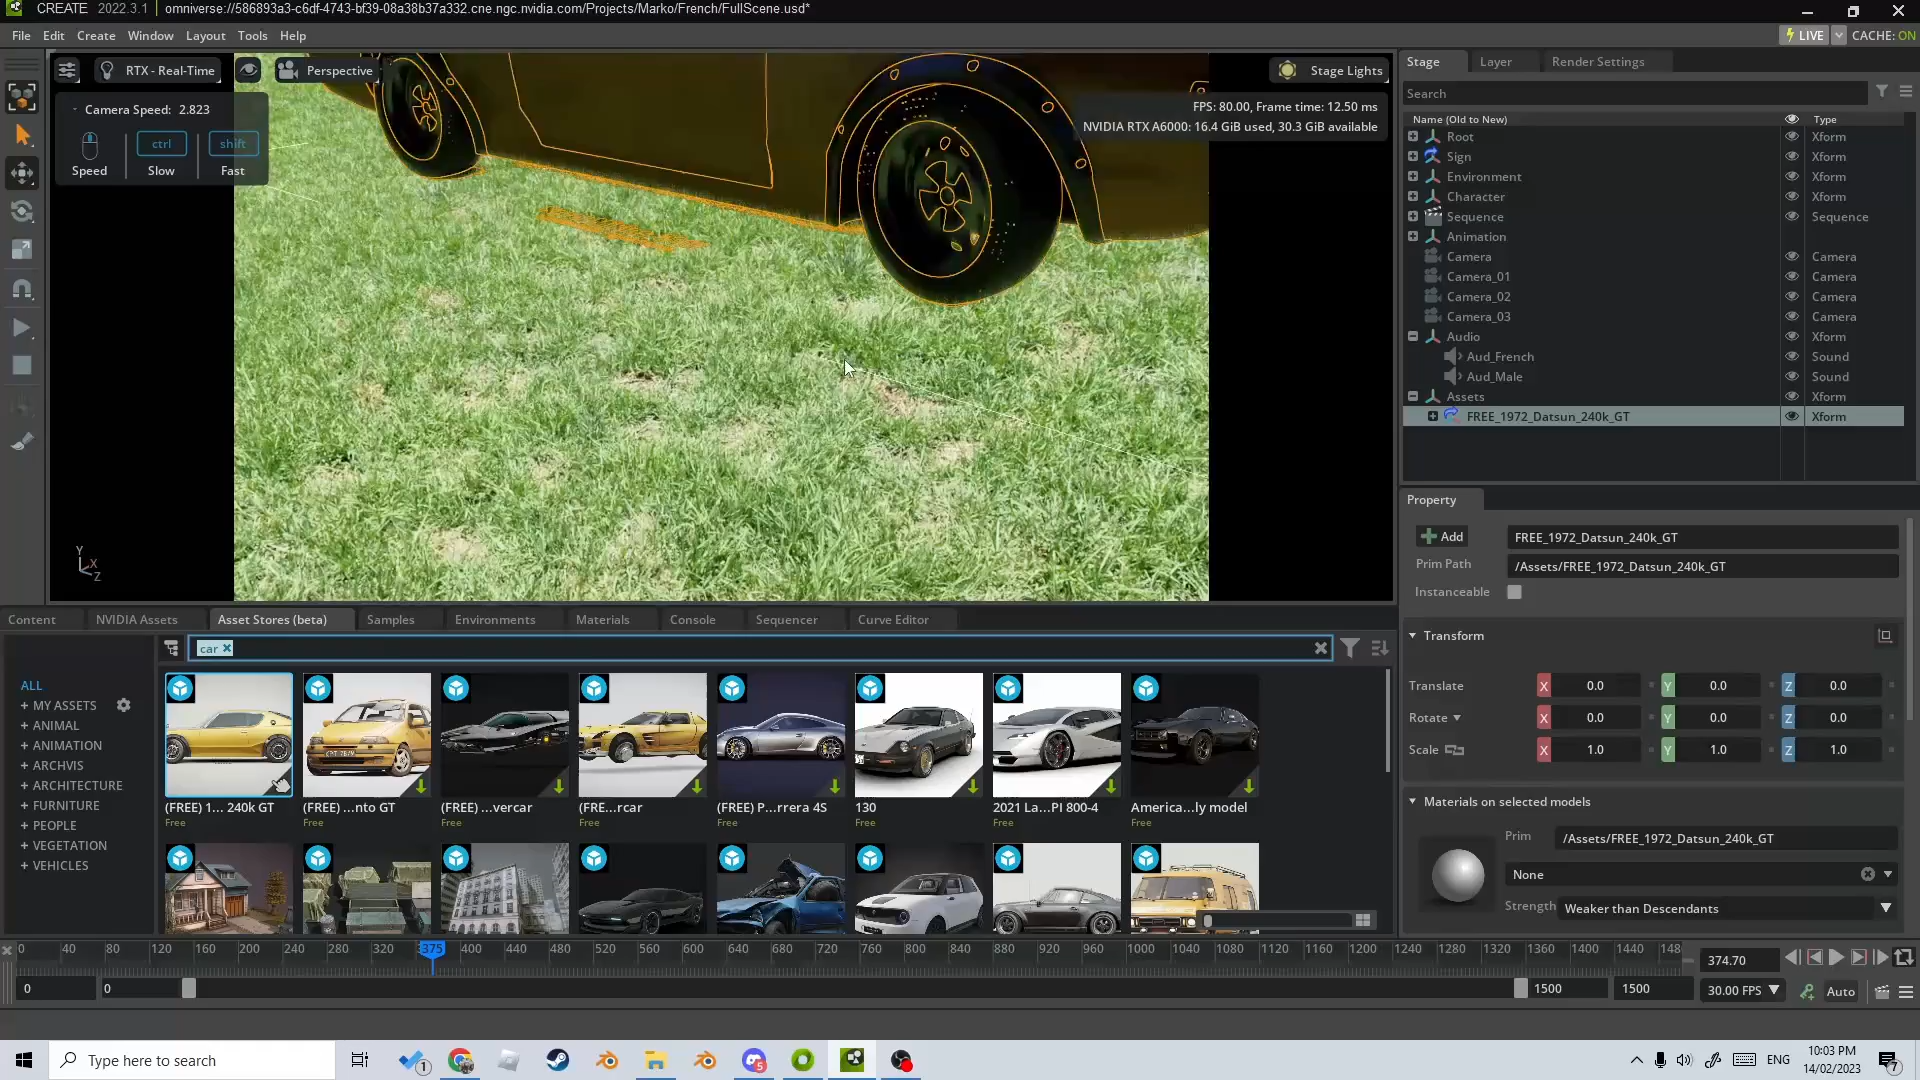 CREATE 2022.3.1 | omniverse://586893a3-c6df-4743-bf39-08a38b37a332.cne.ngc.nvidia.com/Projects/Marko/French/FullScene.usd*
File Edit Create Window Layout Tools Help
LIVE CACHE: ON
RTX - Real-Time Perspective Stage Lights
Camera Speed: 2.823
ctrl shift
Speed Slow Fast
FPS: 80.00, Frame time: 12.50 ms
NVIDIA RTX A6000: 16.4 GiB used, 30.3 GiB available
Y
X
Z
Stage Layer Render Settings
Search
Name (Old to New) Type
Root Xform
Sign Xform
Environment Xform
Character Xform
Sequence Sequence
Animation
Camera Camera
Camera_01 Camera
Camera_02 Camera
Camera_03 Camera
Audio Xform
Aud_French Sound
Aud_Male Sound
Assets Xform
FREE_1972_Datsun_240k_GT Xform
Property
Add FREE_1972_Datsun_240k_GT
Prim Path /Assets/FREE_1972_Datsun_240k_GT
Instanceable
Transform
Translate X 0.0 Y 0.0 Z 0.0
Rotate X 0.0 Y 0.0 Z 0.0
Scale X 1.0 Y 1.0 Z 1.0
Materials on selected models
Prim /Assets/FREE_1972_Datsun_240k_GT
None
Strength Weaker than Descendants
Content NVIDIA Assets Asset Stores (beta) Samples Environments Materials Console Sequencer Curve Editor
car
ALL
+ MY ASSETS
+ ANIMAL
+ ANIMATION
+ ARCHVIS
+ ARCHITECTURE
+ FURNITURE
+ PEOPLE
+ VEGETATION
+ VEHICLES
(FREE) 1... 240k GT (FREE) ...nto GT (FREE) ...vercar (FRE...rcar (FREE) P...rrera 4S 130 2021 La...PI 800-4 America...ly model
Free Free Free Free Free Free Free Free
0 40 80 120 160 200 240 280 320 375 400 440 480 520 560 600 640 680 720 760 800 840 880 920 960 1000 1040 1080 1120 1160 1200 1240 1280 1320 1360 1400 1440 148
374.70
0 0 1500 1500 30.00 FPS Auto
Type here to search
1 5 ENG 10:03 PM
14/02/2023 7